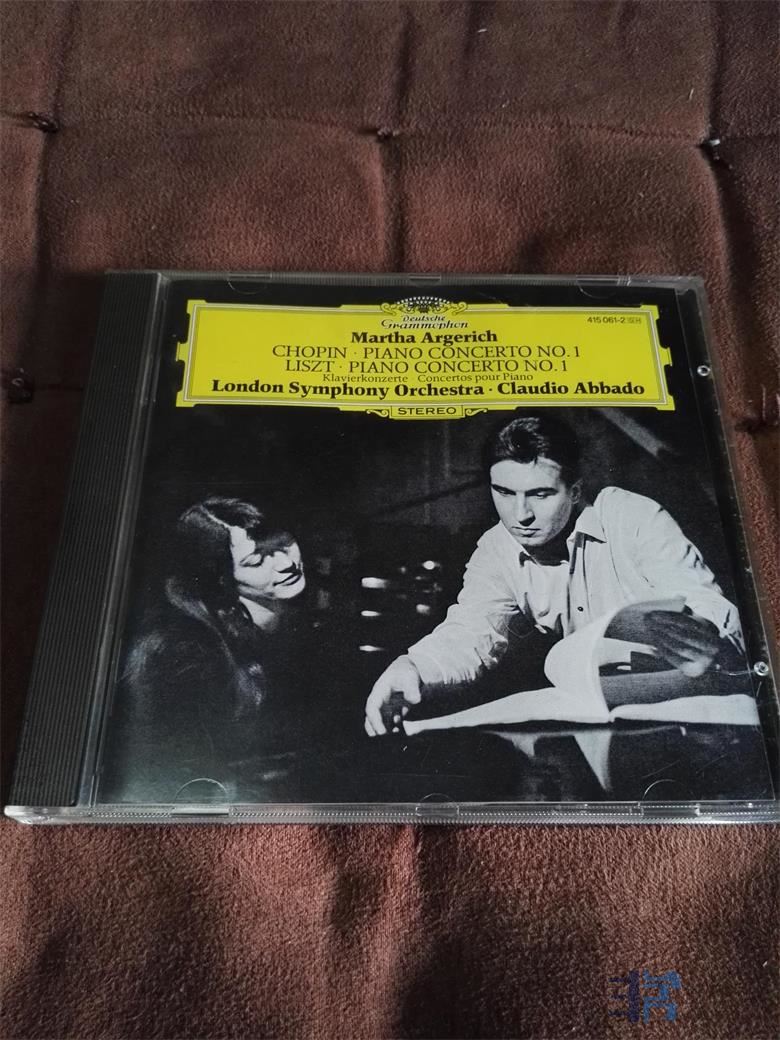 Deutsche
Grammophon
415 061-2 GH
Martha Argerich
CHOPIN · PIANO CONCERTO NO. 1
LISZT · PIANO CONCERTO NO. 1
Klavierkonzerte · Concertos pour Piano
London Symphony Orchestra · Claudio Abbado
STEREO